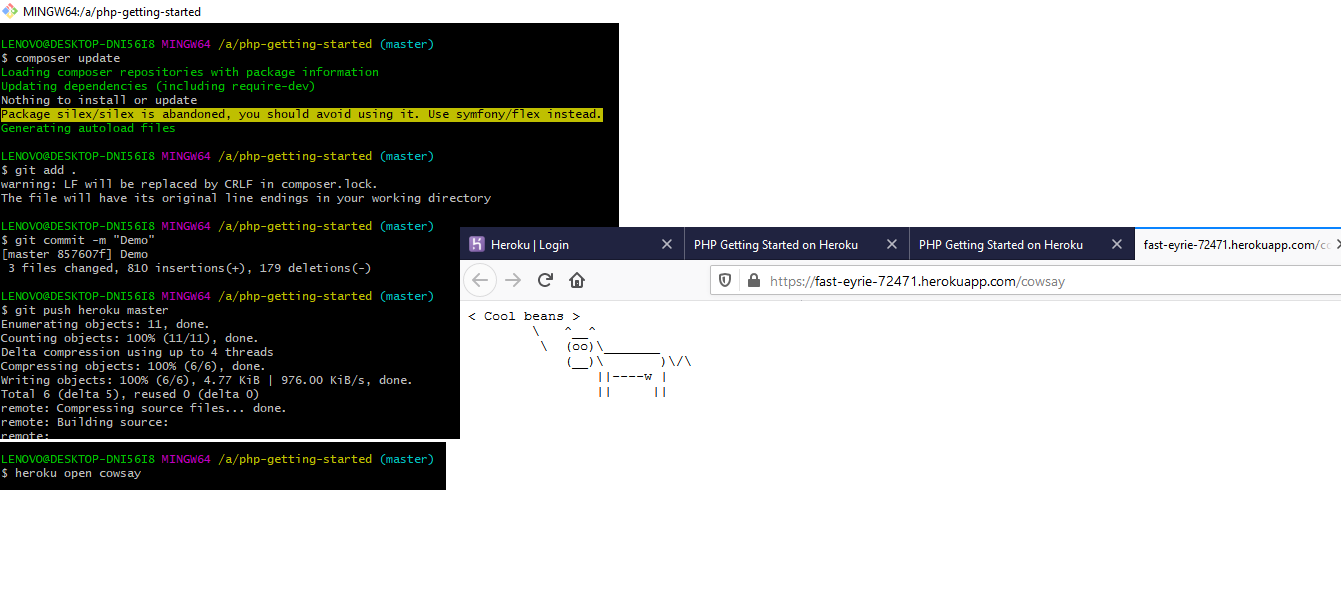 MINGW64:/a/php-getting-started
LENOVO@DESKTOP-DNI56I8 MINGW64 /a/php-getting-started (master)
$ composer update
Loading composer repositories with package information
Updating dependencies (including require-dev)
Nothing to install or update
Package silex/silex is abandoned, you should avoid using it. Use symfony/flex instead.
Generating autoload files
LENOVO@DESKTOP-DNI56I8 MINGW64 /a/php-getting-started (master)
$ git add .
warning: LF will be replaced by CRLF in composer.lock.
The file will have its original line endings in your working directory
LENOVO@DESKTOP-DNI56I8 MINGW64 /a/php-getting-started (master)
$ git commit -m "Demo"
[master 857607f] Demo
 3 files changed, 810 insertions(+), 179 deletions(-)
LENOVO@DESKTOP-DNI56I8 MINGW64 /a/php-getting-started (master)
$ git push heroku master
Enumerating objects: 11, done.
Counting objects: 100% (11/11), done.
Delta compression using up to 4 threads
Compressing objects: 100% (6/6), done.
Writing objects: 100% (6/6), 4.77 KiB | 976.00 KiB/s, done.
Total 6 (delta 5), reused 0 (delta 0)
remote: Compressing source files... done.
remote: Building source:
remote:
LENOVO@DESKTOP-DNI56I8 MINGW64 /a/php-getting-started (master)
$ heroku open cowsay
Heroku | Login
PHP Getting Started on Heroku
PHP Getting Started on Heroku
fast-eyrie-72471.herokuapp.com/co
https://fast-eyrie-72471.herokuapp.com/cowsay
< Cool beans >
        \   ^__^
         \  (oo)\_______
            (__)\       )\/\
                ||----w |
                ||     ||